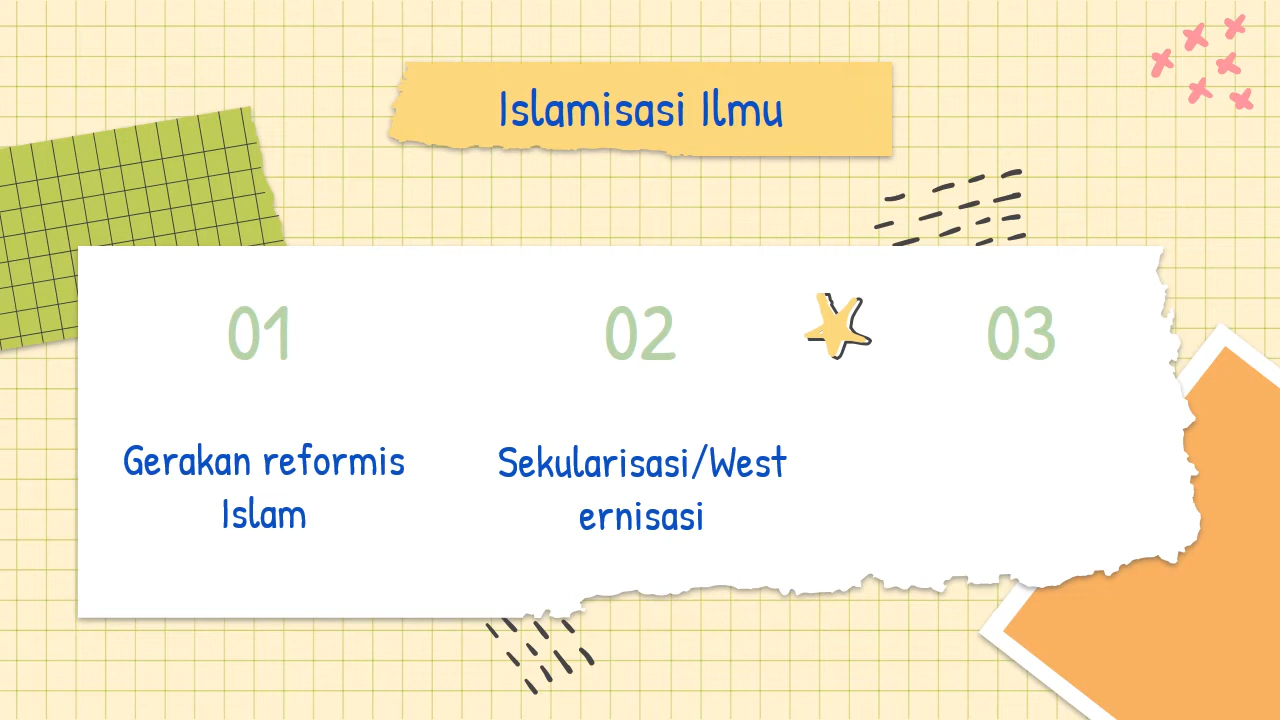 Islamisasi Ilmu
01
02
03
Gerakan reformis
Islam
Sekularisasi/West
ernisasi